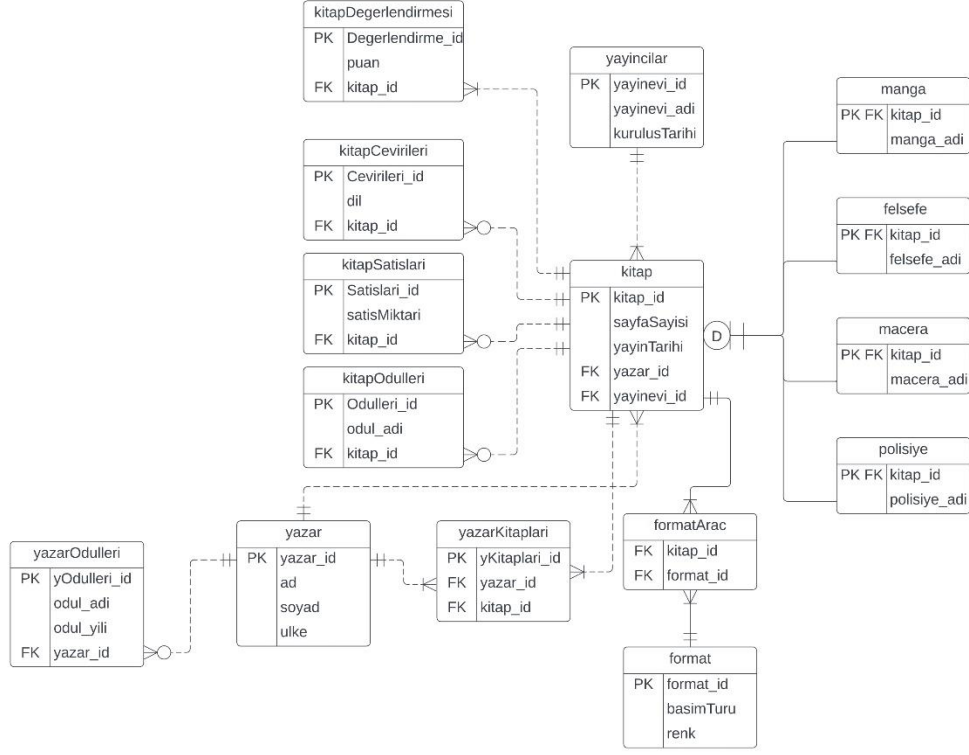 kitapDegerlendirmesi
PK Degerlendirme_id
puan
FK kitap_id
yayincilar
PK yayinevi_id
yayinevi_adi
kurulusTarihi
manga
PK FK kitap_id
manga_adi
kitapCevirileri
PK Cevirileri_id
dil
FK kitap_id
felsefe
PK FK kitap_id
felsefe_adi
kitapSatislari
PK Satislari_id
satisMiktari
FK kitap_id
kitap
PK kitap_id
sayfaSayisi
yayinTarihi
FK yazar_id
FK yayinevi_id
D
macera
PK FK kitap_id
macera_adi
kitapOdulleri
PK Odulleri_id
odul_adi
FK kitap_id
polisiye
PK FK kitap_id
polisiye_adi
yazarOdulleri
PK yOdulleri_id
odul_adi
odul_yili
FK yazar_id
yazar
PK yazar_id
ad
soyad
ulke
yazarKitaplari
PK yKitaplari_id
FK yazar_id
FK kitap_id
formatArac
FK kitap_id
FK format_id
format
PK format_id
basimTuru
renk